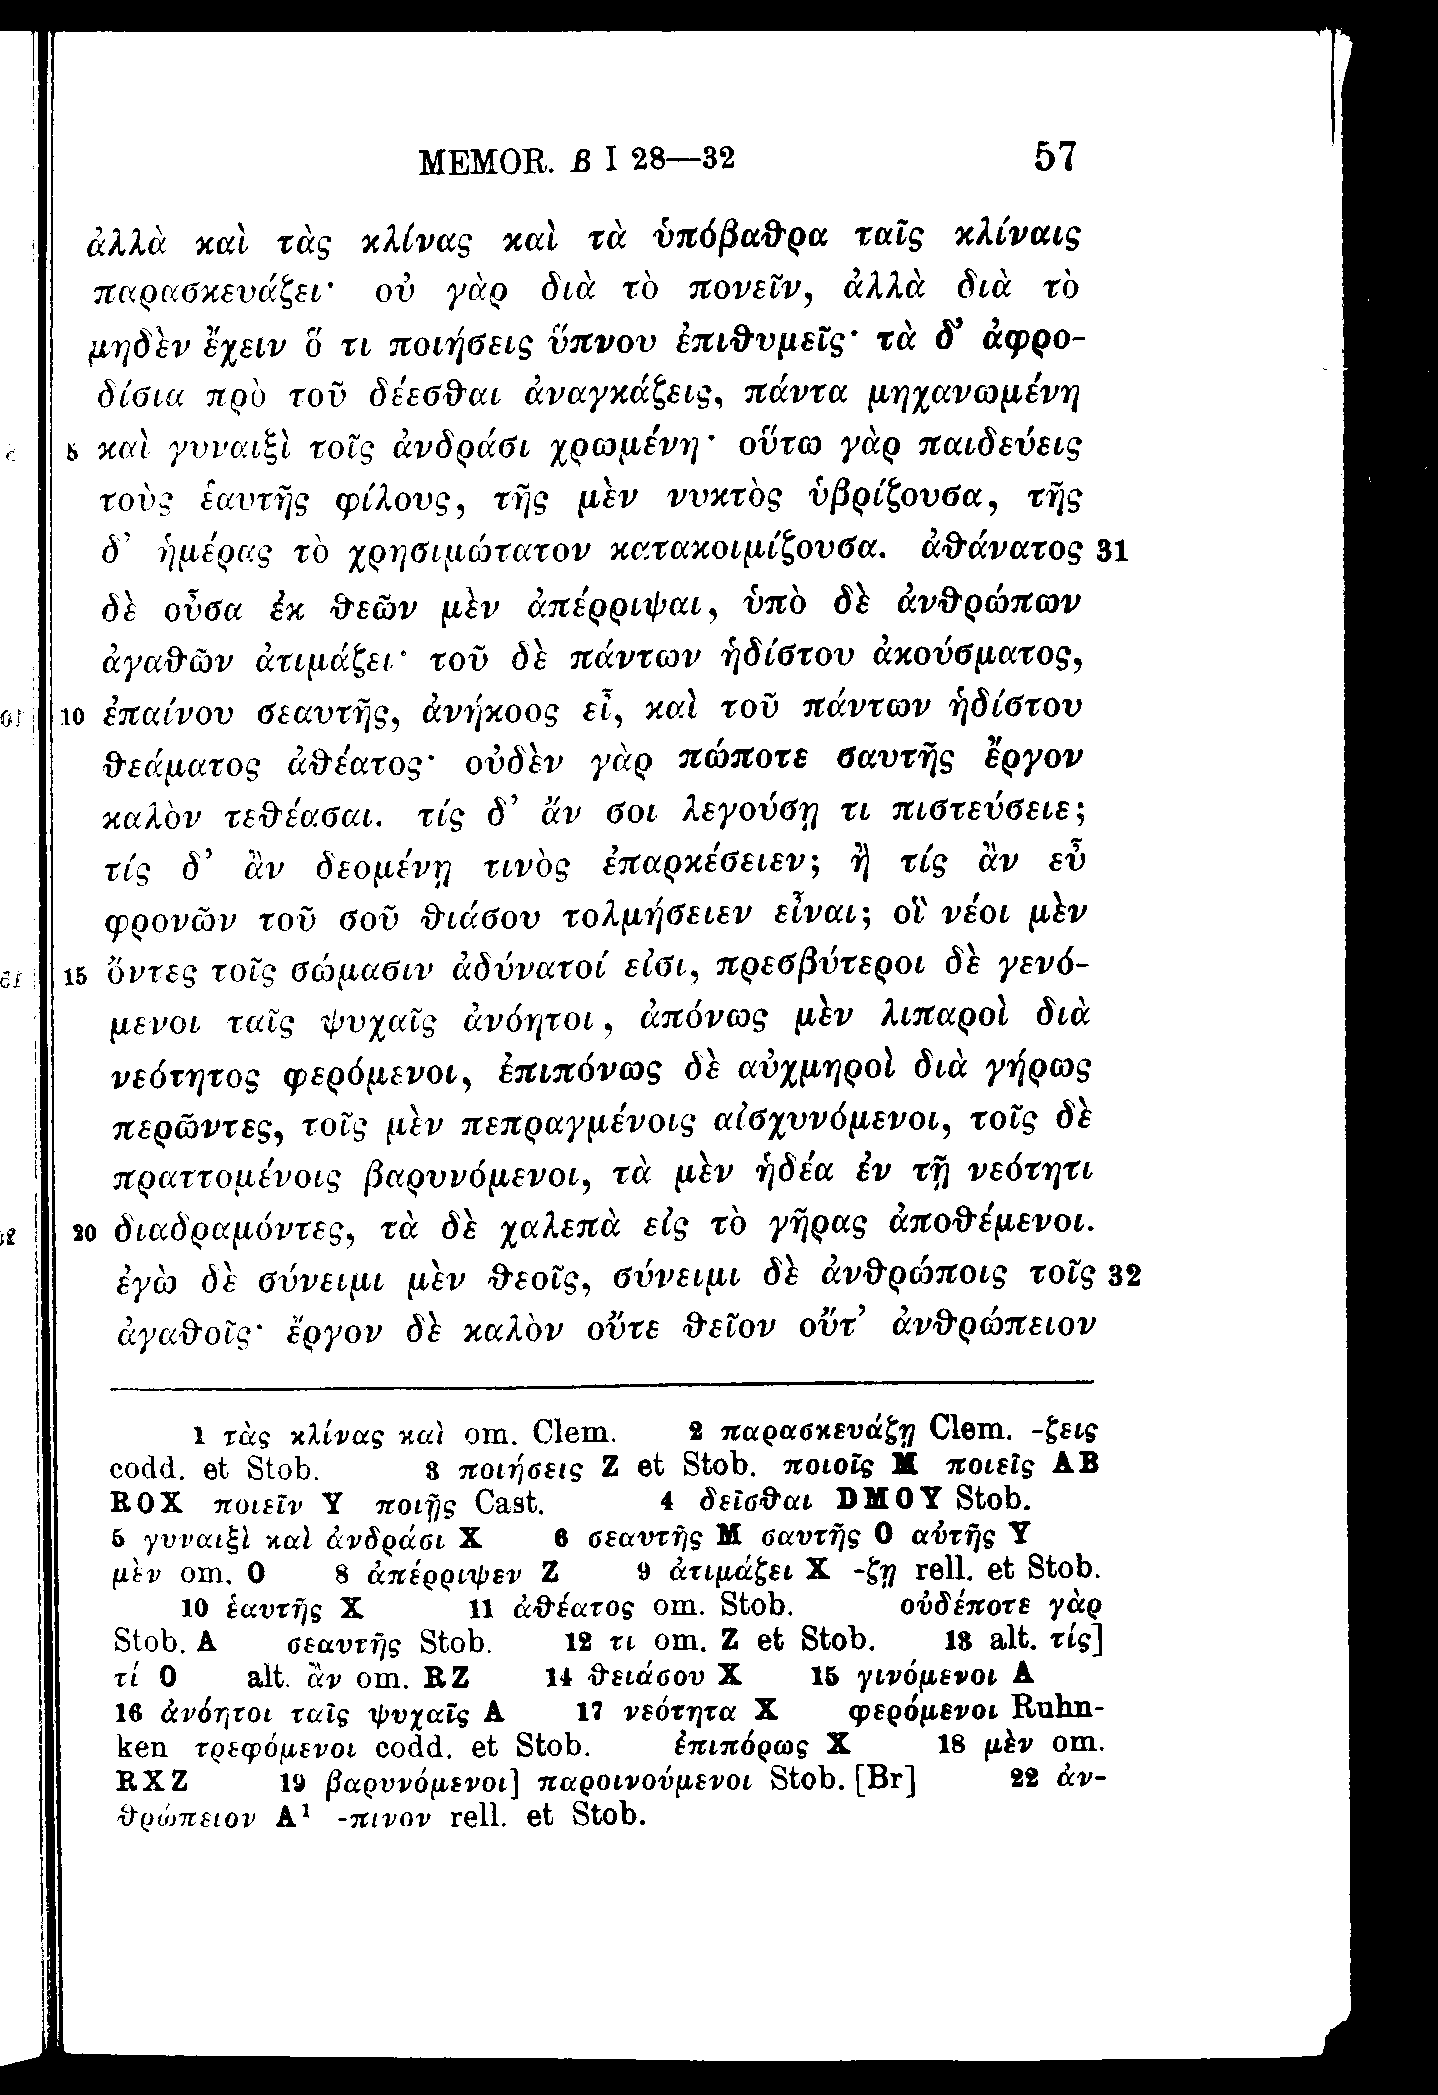 MEMOR. B I 28—32 57
ἀλλὰ καὶ τὰς κλίνας καὶ τὰ ὑπόβαθρα ταῖς κλίναις
παρασκευάζει· οὐ γὰρ διὰ τὸ πονεῖν, ἀλλὰ διὰ τὸ
μηδὲν ἔχειν ὅ τι ποιήσεις ὕπνου ἐπιθυμεῖς· τὰ δ’ ἀφρο-
δίσια πρὸ τοῦ δέεσθαι ἀναγκάζεις, πάντα μηχανωμένη
5 καὶ γυναιξὶ τοῖς ἀνδράσι χρωμένη· οὕτω γὰρ παιδεύεις
τοὺς ἑαυτῆς φίλους, τῆς μὲν νυκτὸς ὑβρίζουσα, τῆς
δ’ ἡμέρας τὸ χρησιμώτατον κατακοιμίζουσα. ἀθάνατος 31
δὲ οὖσα ἐκ θεῶν μὲν ἀπέρριψαι, ὑπὸ δὲ ἀνθρώπων
ἀγαθῶν ἀτιμάζει· τοῦ δὲ πάντων ἡδίστου ἀκούσματος,
10 ἐπαίνου σεαυτῆς, ἀνήκοος εἶ, καὶ τοῦ πάντων ἡδίστου
θεάματος ἀθέατος· οὐδὲν γὰρ πώποτε σαυτῆς ἔργον
καλὸν τεθέασαι. τίς δ’ ἄν σοι λεγούσῃ τι πιστεύσειε;
τίς δ’ ἂν δεομένῃ τινὸς ἐπαρκέσειεν; ἢ τίς ἂν εὖ
φρονῶν τοῦ σοῦ θιάσου τολμήσειεν εἶναι; οἳ νέοι μὲν
15 ὄντες τοῖς σώμασιν ἀδύνατοί εἰσι, πρεσβύτεροι δὲ γενό-
μενοι ταῖς ψυχαῖς ἀνόητοι, ἀπόνως μὲν λιπαροὶ διὰ
νεότητος φερόμενοι, ἐπιπόνως δὲ αὐχμηροὶ διὰ γήρως
περῶντες, τοῖς μὲν πεπραγμένοις αἰσχυνόμενοι, τοῖς δὲ
πραττομένοις βαρυνόμενοι, τὰ μὲν ἡδέα ἐν τῇ νεότητι
20 διαδραμόντες, τὰ δὲ χαλεπὰ εἰς τὸ γῆρας ἀποθέμενοι.
ἐγὼ δὲ σύνειμι μὲν θεοῖς, σύνειμι δὲ ἀνθρώποις τοῖς 32
ἀγαθοῖς· ἔργον δὲ καλὸν οὔτε θεῖον οὔτ’ ἀνθρώπειον
1 τὰς κλίνας καὶ om. Clem. 2 παρασκευάζῃ Clem. -ζεις
codd. et Stob. 3 ποιήσεις Z et Stob. ποιοῖς M ποιεῖς AB
ROX ποιεῖν Y ποιῇς Cast. 4 δεῖσθαι DMOY Stob.
5 γυναιξὶ καὶ ἀνδράσι X 6 σεαυτῆς M σαυτῆς O αὑτῆς Y
μὲν om. O 8 ἀπέρριψεν Z 9 ἀτιμάζει X -ζῃ rell. et Stob.
10 ἑαυτῆς X 11 ἀθέατος om. Stob. οὐδέποτε γὰρ
Stob. A σεαυτῆς Stob. 12 τι om. Z et Stob. 13 alt. τίς]
τί O alt. ἂν om. RZ 14 θειάσου X 15 γινόμενοι A
16 ἀνόητοι ταῖς ψυχαῖς A 17 νεότητα X φερόμενοι Ruhn-
ken τρεφόμενοι codd. et Stob. ἐπιπόρως X 18 μὲν om.
RXZ 19 βαρυνόμενοι] παροινούμενοι Stob. [Br] 22 ἀν-
θρώπειον A¹ -πινον rell. et Stob.